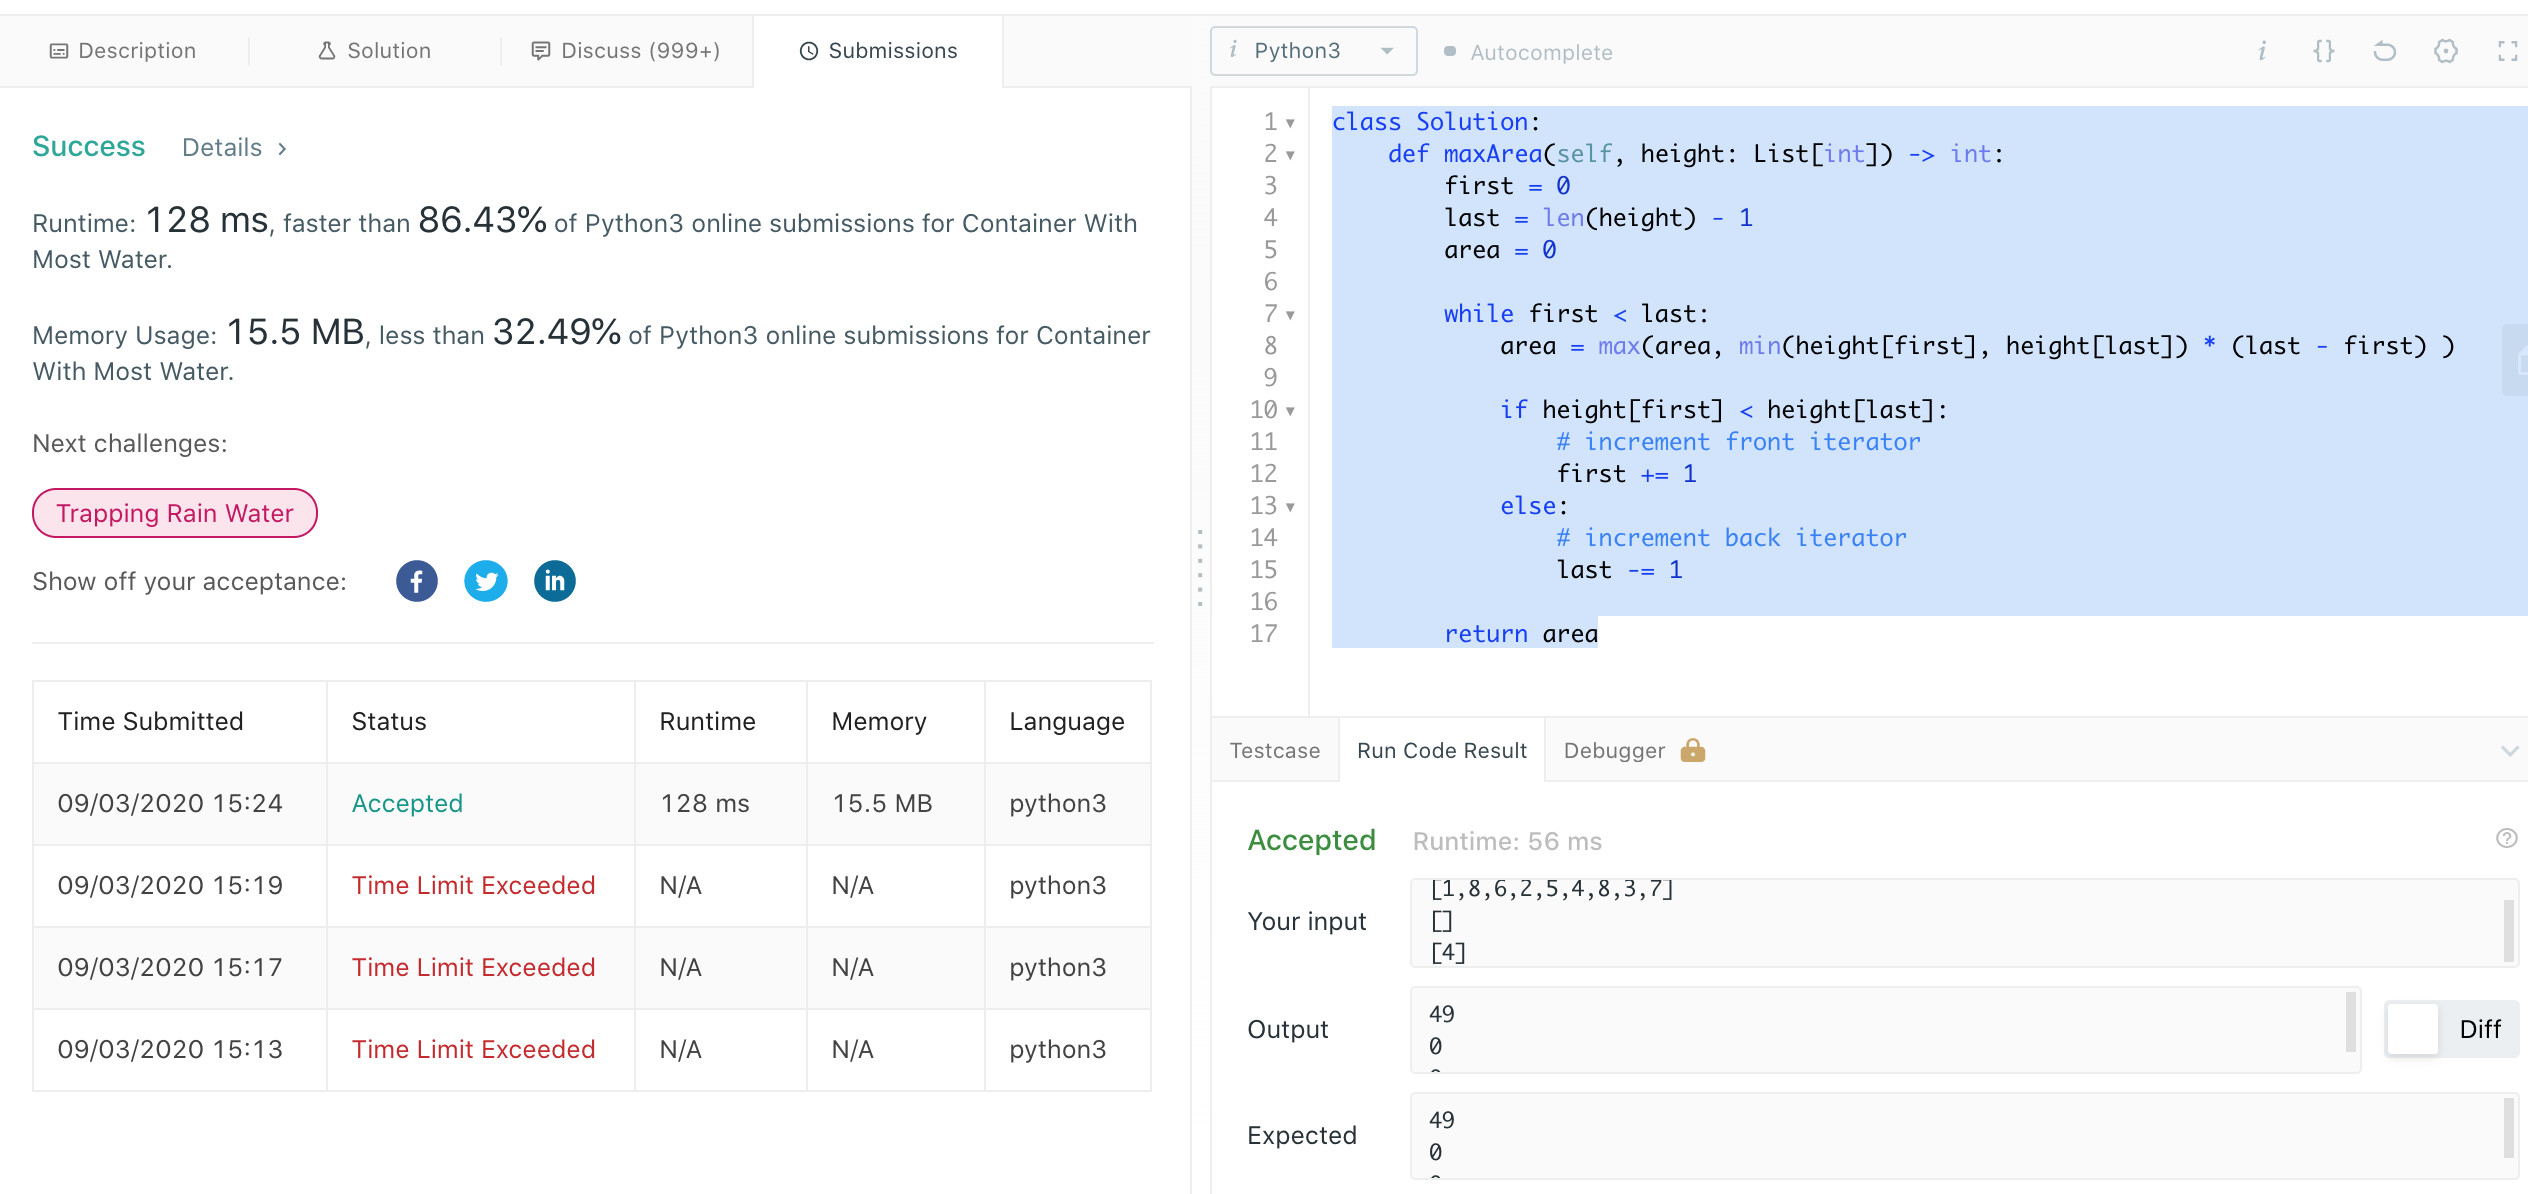 Description
Solution
Discuss (999+)
Submissions
Success Details >
Runtime: 128 ms, faster than 86.43% of Python3 online submissions for Container With
Most Water.
Memory Usage: 15.5 MB, less than 32.49% of Python3 online submissions for Container
With Most Water.
Next challenges:
Trapping Rain Water
Show off your acceptance:
Time Submitted Status Runtime Memory Language
09/03/2020 15:24 Accepted 128 ms 15.5 MB python3
09/03/2020 15:19 Time Limit Exceeded N/A N/A python3
09/03/2020 15:17 Time Limit Exceeded N/A N/A python3
09/03/2020 15:13 Time Limit Exceeded N/A N/A python3
i Python3
Autocomplete
i {}
1 class Solution:
2     def maxArea(self, height: List[int]) -> int:
3         first = 0
4         last = len(height) - 1
5         area = 0
6
7         while first < last:
8             area = max(area, min(height[first], height[last]) * (last - first) )
9
10             if height[first] < height[last]:
11                 # increment front iterator
12                 first += 1
13             else:
14                 # increment back iterator
15                 last -= 1
16
17         return area
Testcase
Run Code Result
Debugger
Accepted Runtime: 56 ms
?
Your input
[1,8,6,2,5,4,8,3,7]
[]
[4]
Output
49
0
Diff
Expected
49
0